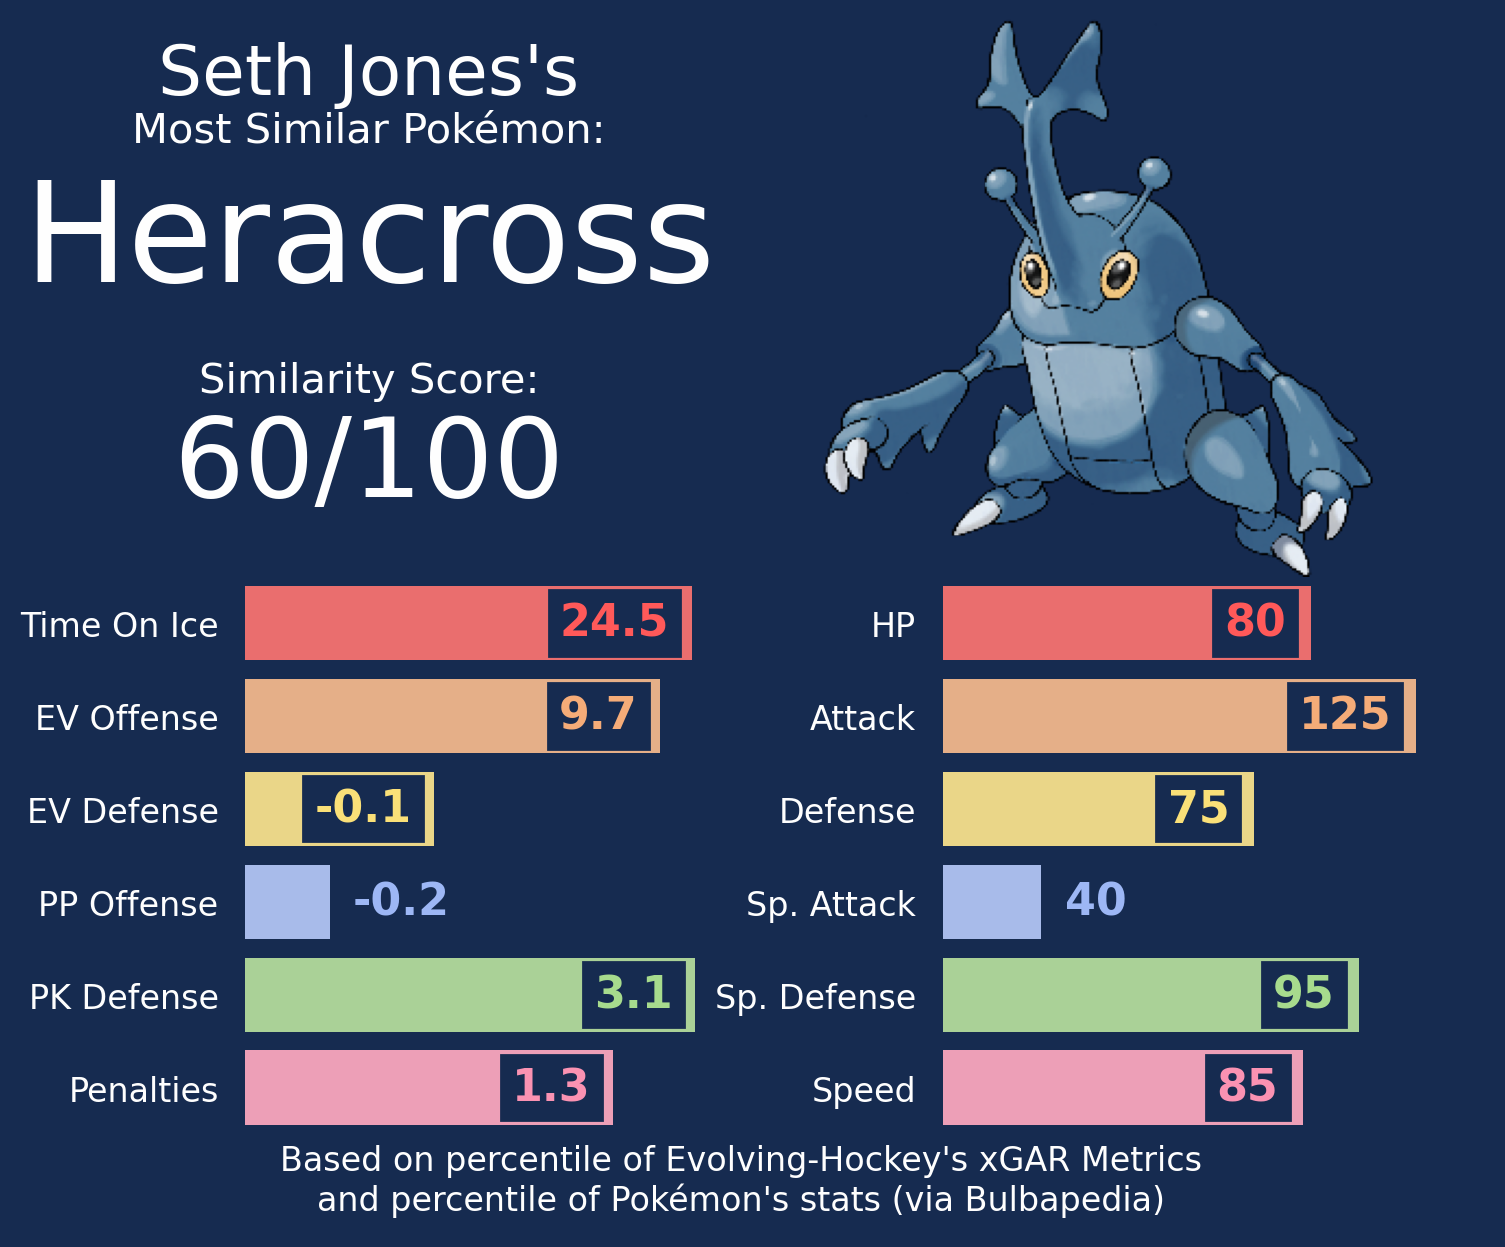 Seth Jones's
Most Similar Pokémon:
Heracross
Similarity Score:
60/100
Time On Ice 24.5
EV Offense 9.7
EV Defense -0.1
PP Offense -0.2
PK Defense 3.1
Penalties 1.3
HP 80
Attack 125
Defense 75
Sp. Attack 40
Sp. Defense 95
Speed 85
Based on percentile of Evolving-Hockey's xGAR Metrics
and percentile of Pokémon's stats (via Bulbapedia)